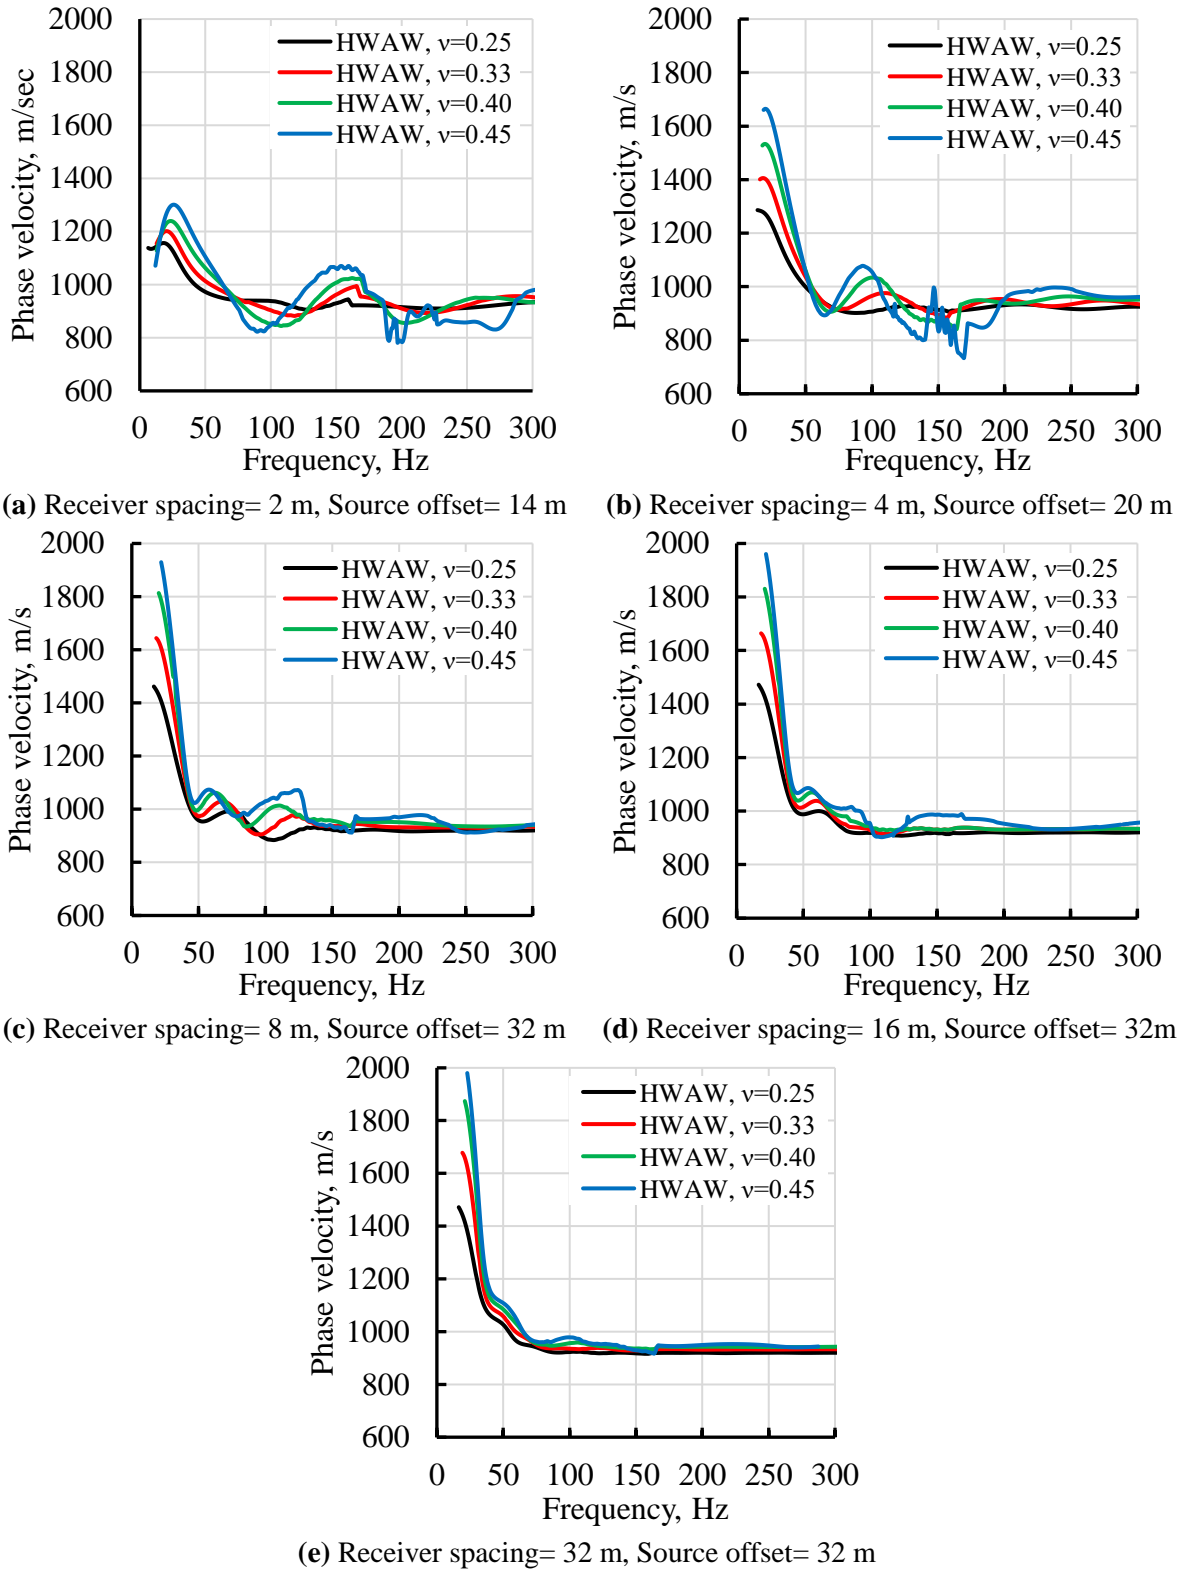 2000
1800
1600
1400
1200
1000
800
600
Phase velocity, m/sec
HWAW, ν=0.25
HWAW, ν=0.33
HWAW, ν=0.40
HWAW, ν=0.45
0 50 100 150 200 250 300
Frequency, Hz
(a) Receiver spacing= 2 m, Source offset= 14 m
2000
1800
1600
1400
1200
1000
800
600
Phase velocity, m/s
HWAW, ν=0.25
HWAW, ν=0.33
HWAW, ν=0.40
HWAW, ν=0.45
0 50 100 150 200 250 300
Frequency, Hz
(b) Receiver spacing= 4 m, Source offset= 20 m
2000
1800
1600
1400
1200
1000
800
600
Phase velocity, m/s
HWAW, ν=0.25
HWAW, ν=0.33
HWAW, ν=0.40
HWAW, ν=0.45
0 50 100 150 200 250 300
Frequency, Hz
(c) Receiver spacing= 8 m, Source offset= 32 m
2000
1800
1600
1400
1200
1000
800
600
Phase velocity, m/s
HWAW, ν=0.25
HWAW, ν=0.33
HWAW, ν=0.40
HWAW, ν=0.45
0 50 100 150 200 250 300
Frequency, Hz
(d) Receiver spacing= 16 m, Source offset= 32m
2000
1800
1600
1400
1200
1000
800
600
Phase velocity, m/s
HWAW, ν=0.25
HWAW, ν=0.33
HWAW, ν=0.40
HWAW, ν=0.45
0 50 100 150 200 250 300
Frequency, Hz
(e) Receiver spacing= 32 m, Source offset= 32 m